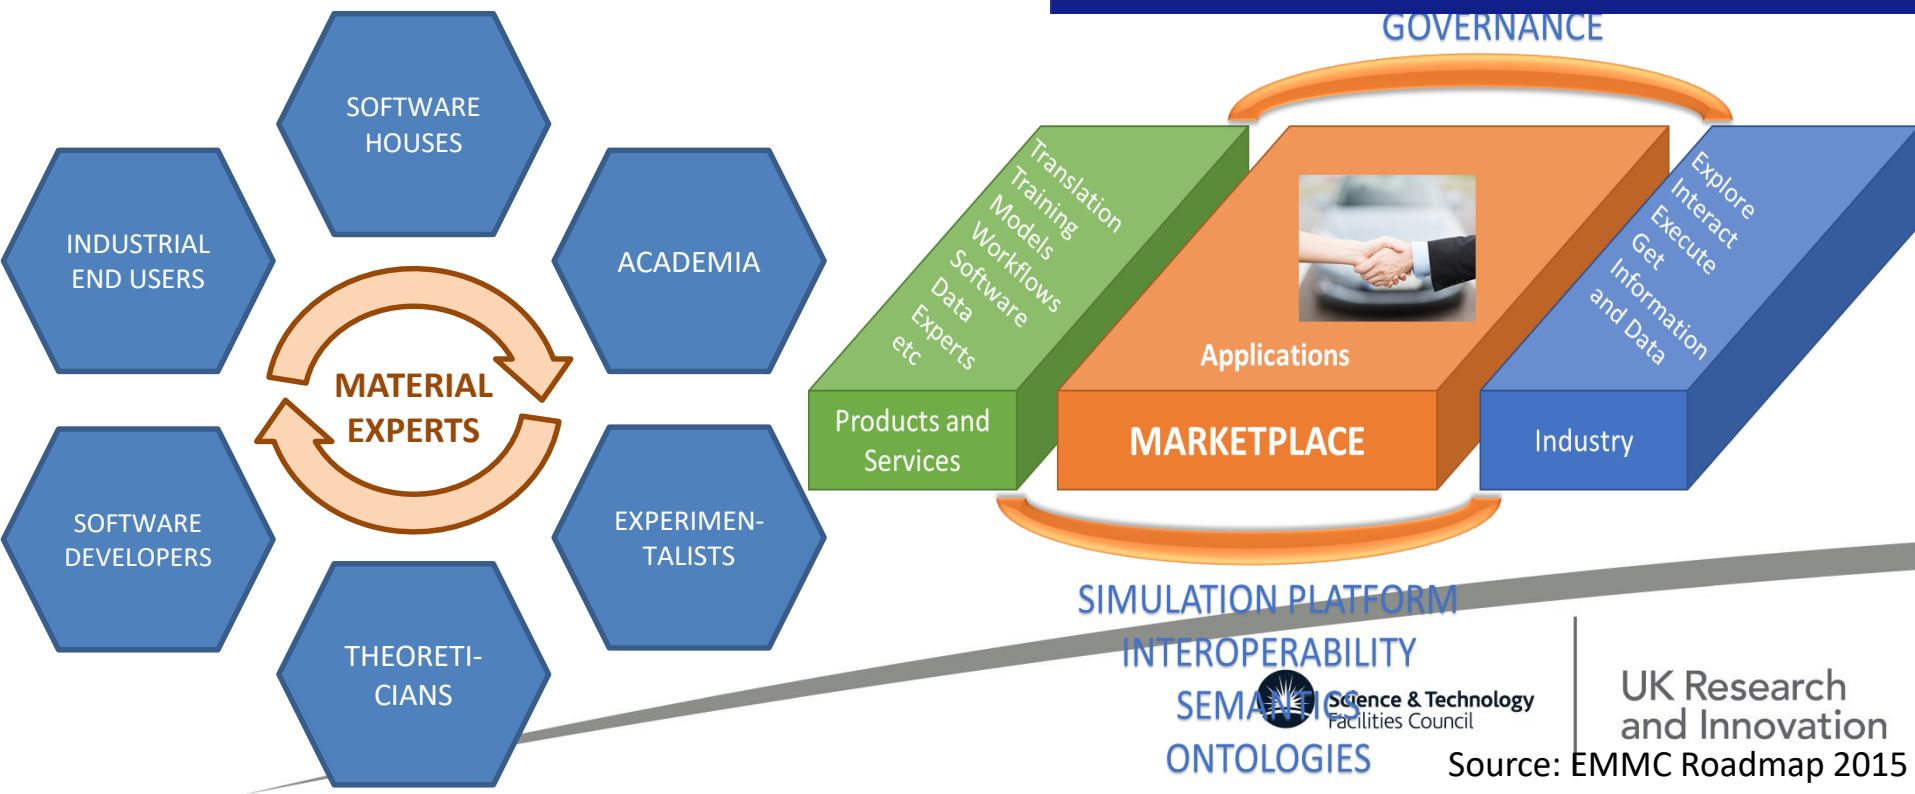 SOFTWARE
HOUSES
INDUSTRIAL
END USERS
ACADEMIA
MATERIAL
EXPERTS
SOFTWARE
DEVELOPERS
EXPERIMEN-
TALISTS
THEORETI-
CIANS
GOVERNANCE
Translation
Training
Models
Workflows
Software
Data
Experts
etc
Products and
Services
Applications
MARKETPLACE
Explore
Interact
Execute
Get
Information
and Data
Industry
SIMULATION PLATFORM
INTEROPERABILITY
SEMANTICS
ONTOLOGIES
Science & Technology
Facilities Council
UK Research
and Innovation
Source: EMMC Roadmap 2015